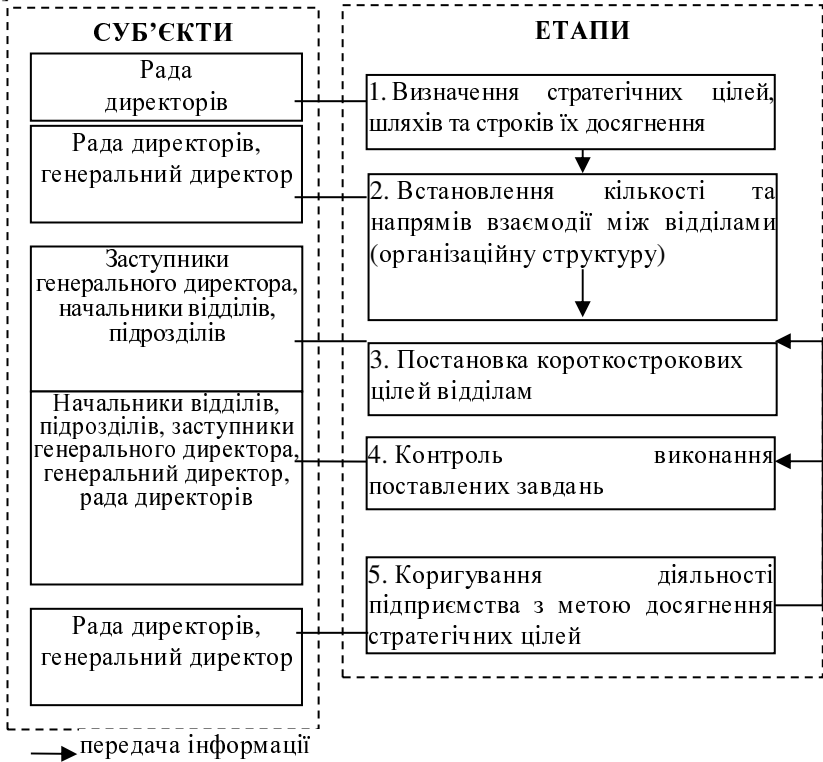 СУБ’ЄКТИ
Рада
директорів
Рада директорів,
генеральний директор
Заступники
генерального директора,
начальники відділів,
підрозділів
Начальники відділів,
підрозділів, заступники
генерального директора,
генеральний директор,
рада директорів
Рада директорів,
генеральний директор
ЕТАПИ
1. Визначення стратегічних цілей,
шляхів та строків їх досягнення
2. Встановлення кількості та
напрямів взаємодії між відділами
(організаційну структуру)
3. Постановка короткострокових
цілей відділам
4. Контроль виконання
поставлених завдань
5. Коригування діяльності
підприємства з метою досягнення
стратегічних цілей
передача інформації